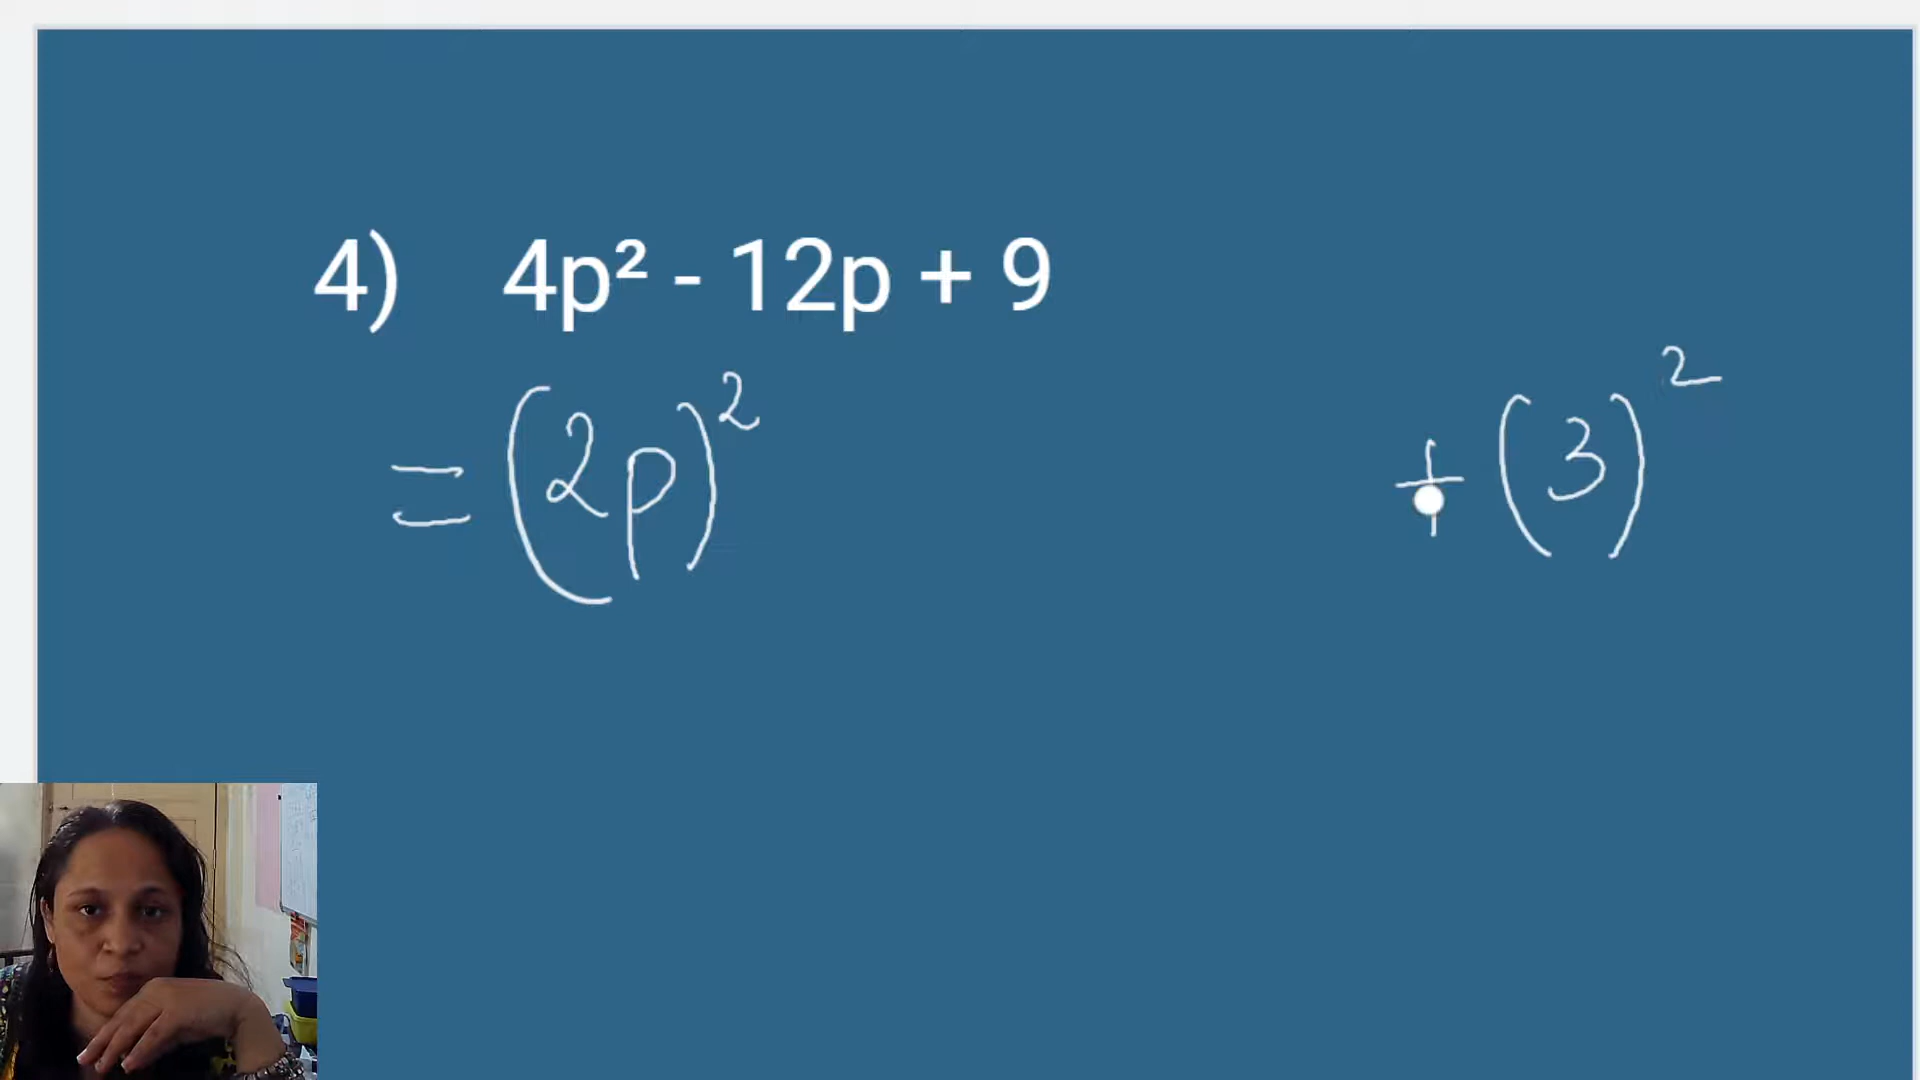 4) 4p² - 12p + 9
= (2p)² + (3)²